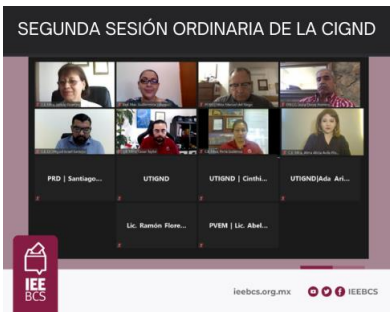 SEGUNDA SESIÓN ORDINARIA DE LA CIGND
PRD | Santiago...
UTIGND
UTIGND | Cinthi...
UTIGND|Ada Ari...
Lic. Ramón Flore...
PVEM | Lic. Abel...
IEE
BCS
ieebcs.org.mx
IEEBCS